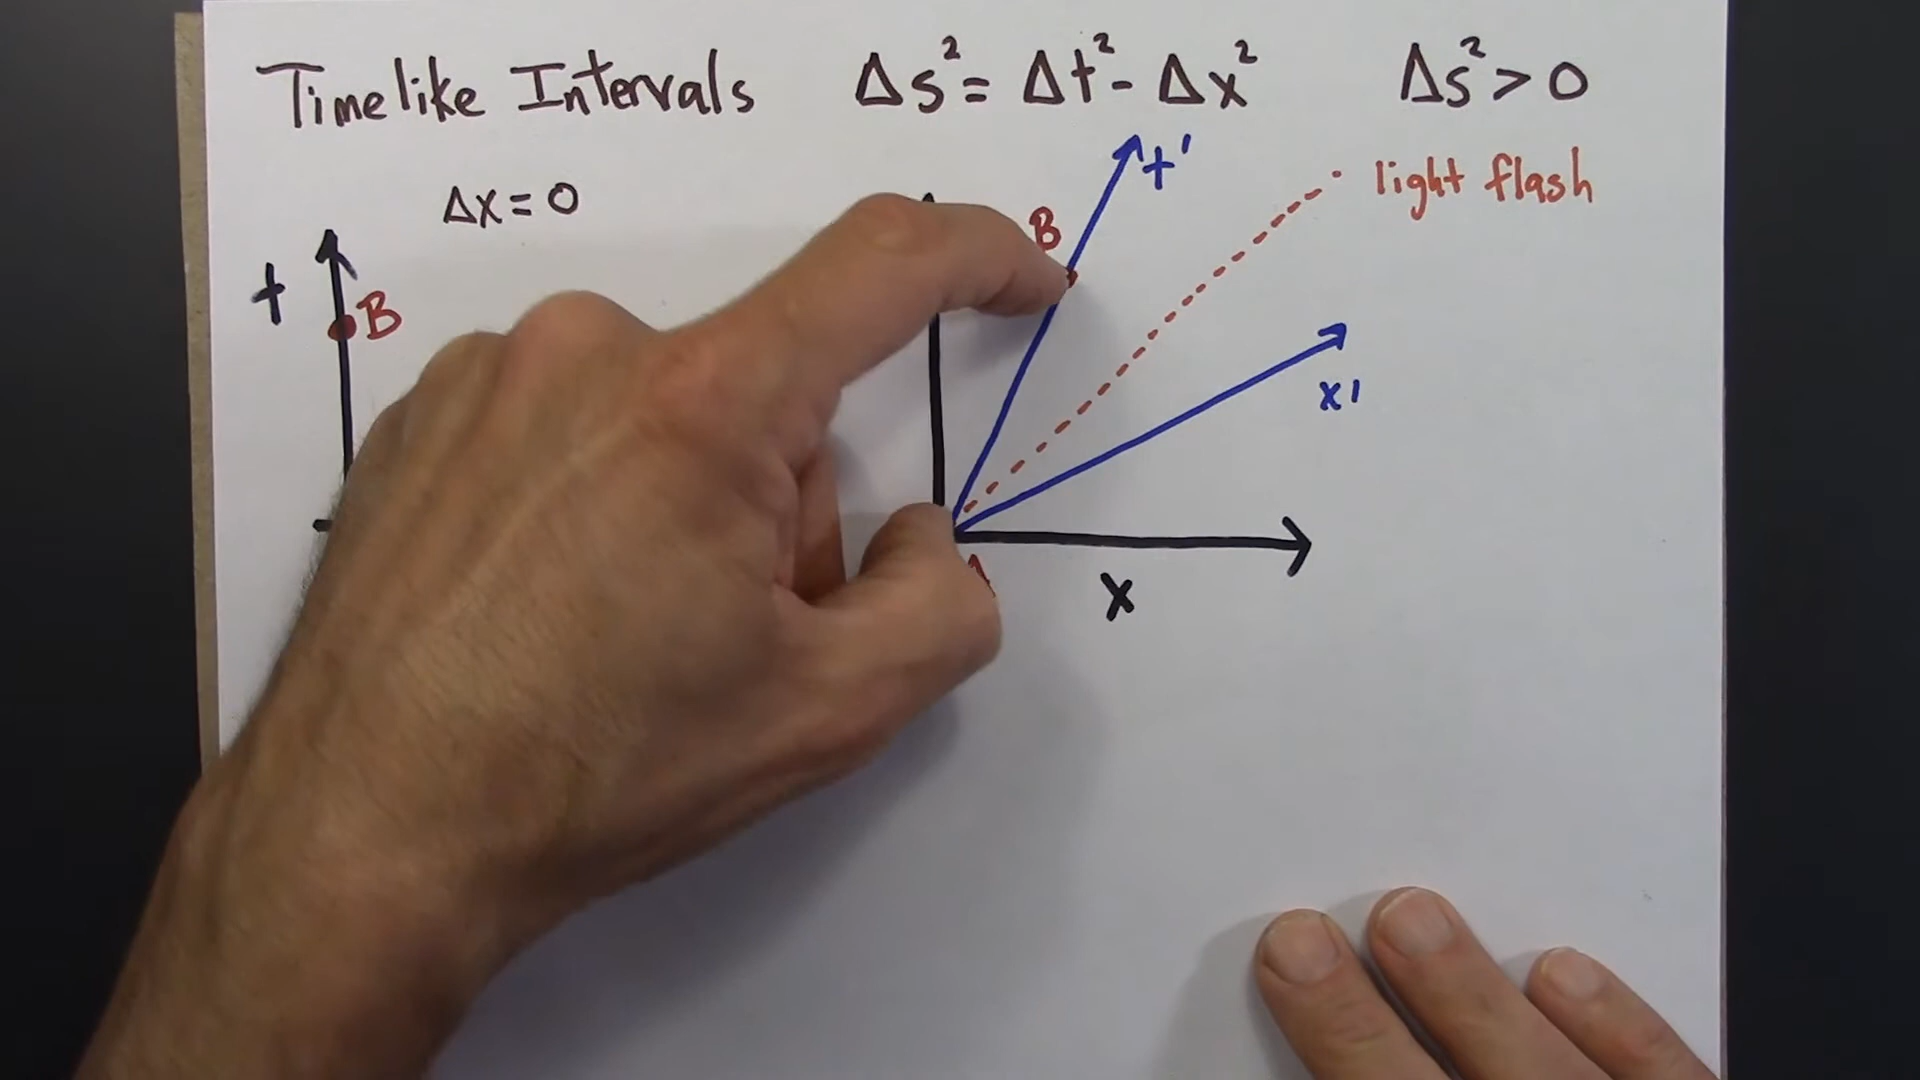 Timelike Intervals Δs² = Δt² - Δx² Δs² > 0
t'
light flash
Δx = 0
B
t
B
x'
A
x